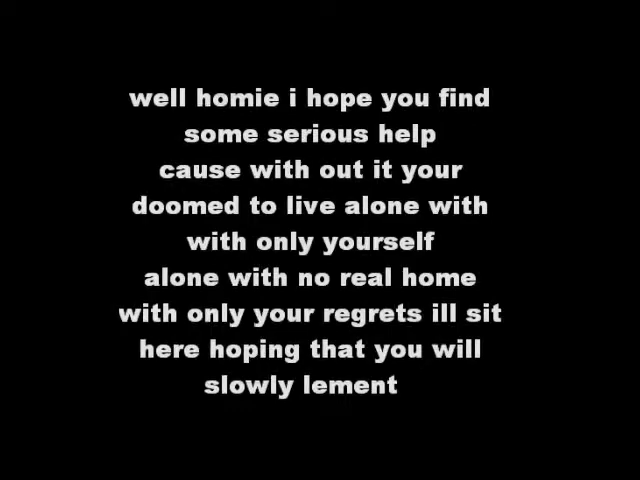 well homie i hope you find
some serious help
cause with out it your
doomed to live alone with
with only yourself
alone with no real home
with only your regrets ill sit
here hoping that you will
slowly lement